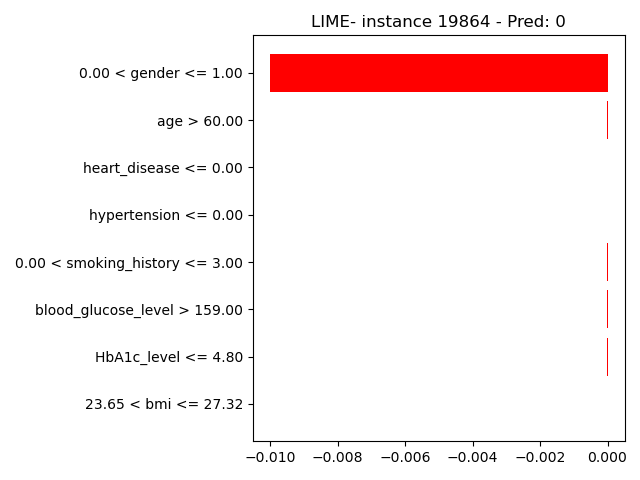 LIME- instance 19864 - Pred: 0
0.00 < gender <= 1.00
age > 60.00
heart_disease <= 0.00
hypertension <= 0.00
0.00 < smoking_history <= 3.00
blood_glucose_level > 159.00
HbA1c_level <= 4.80
23.65 < bmi <= 27.32
−0.010 −0.008 −0.006 −0.004 −0.002 0.000